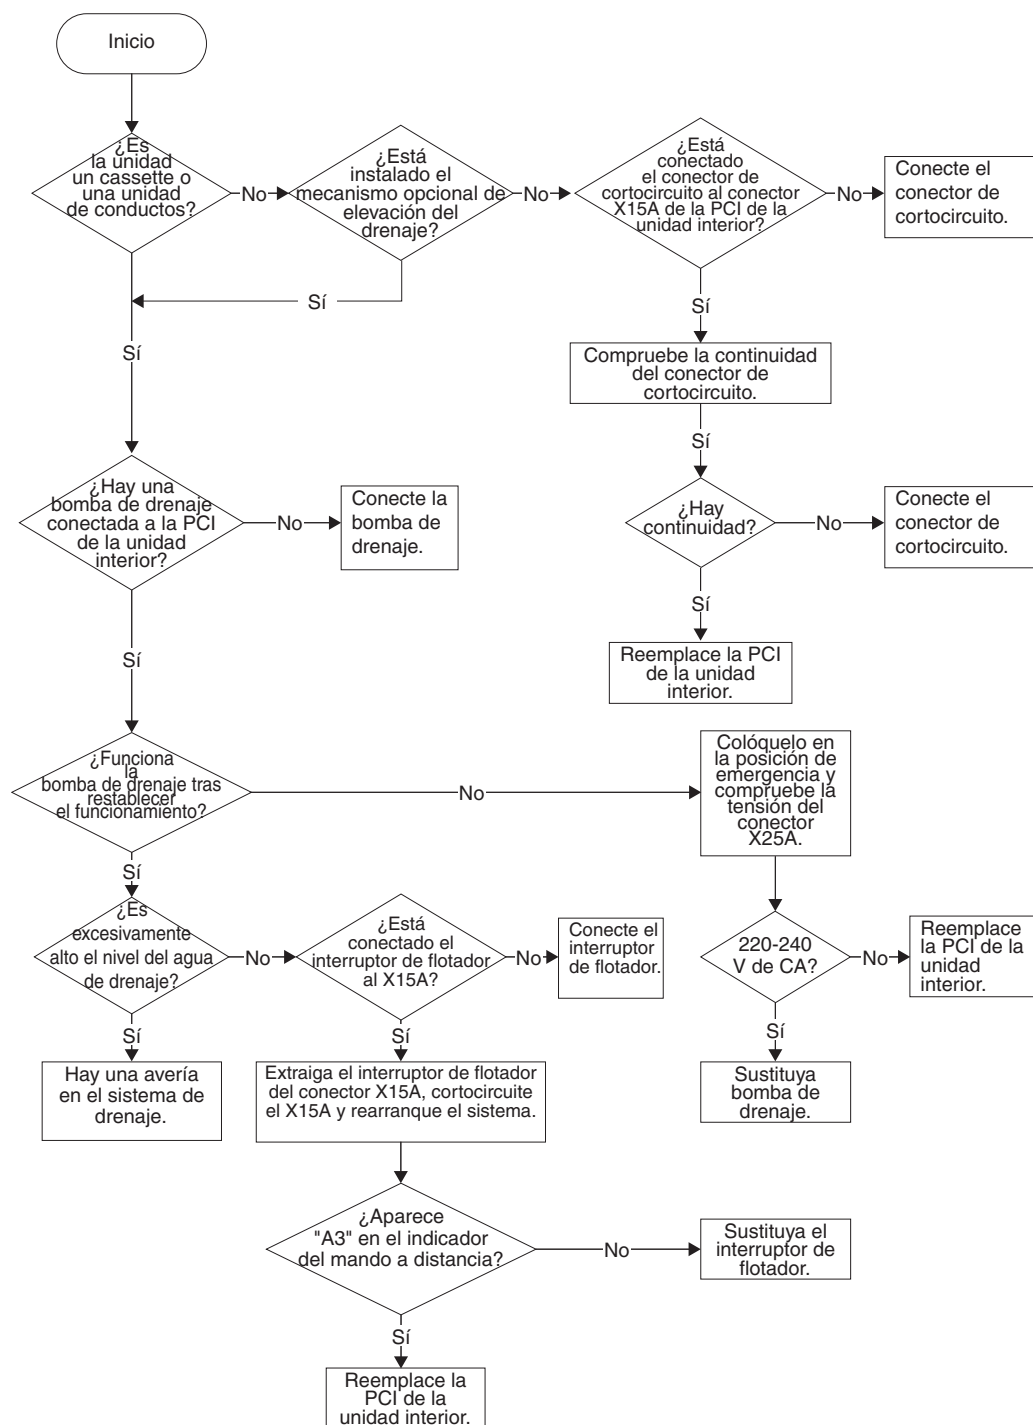 Inicio
¿Es
la unidad
un cassette o
una unidad
de conductos?
No
¿Está
instalado el
mecanismo opcional de
elevación del
drenaje?
No
¿Está
conectado
el conector de
cortocircuito al conector
X15A de la PCI de la
unidad interior?
No
Conecte el
conector de
cortocircuito.
Sí
Sí
Sí
Compruebe la continuidad
del conector de
cortocircuito.
Sí
¿Hay una
bomba de drenaje
conectada a la PCI
de la unidad
interior?
No
Conecte la
bomba de
drenaje.
¿Hay
continuidad?
No
Conecte el
conector de
cortocircuito.
Sí
Sí
Reemplace la PCI
de la unidad
interior.
¿Funciona
la
bomba de drenaje tras
restablecer
el funcionamiento?
No
Colóquelo en
la posición de
emergencia y
compruebe la
tensión del
conector
X25A.
Sí
¿Es
excesivamente
alto el nivel del agua
de drenaje?
No
¿Está
conectado el
interruptor de flotador
al X15A?
No
Conecte el
interruptor
de flotador.
220-240
V de CA?
No
Reemplace
la PCI de la
unidad
interior.
Sí
Sí
Sí
Hay una avería
en el sistema de
drenaje.
Extraiga el interruptor de flotador
del conector X15A, cortocircuite
el X15A y rearranque el sistema.
Sustituya
bomba de
drenaje.
¿Aparece
"A3" en el indicador
del mando a distancia?
No
Sustituya el
interruptor de
flotador.
Sí
Reemplace la
PCI de la
unidad interior.